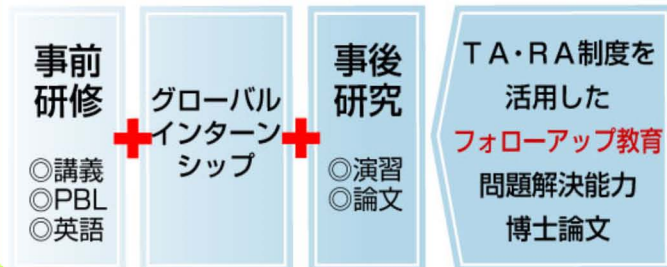 事前
研修
◎講義
◎PBL
◎英語
+
グローバル
インターン
シップ
+
事後
研究
◎演習
◎論文
TA・RA制度を
活用した
フォローアップ教育
問題解決能力
博士論文